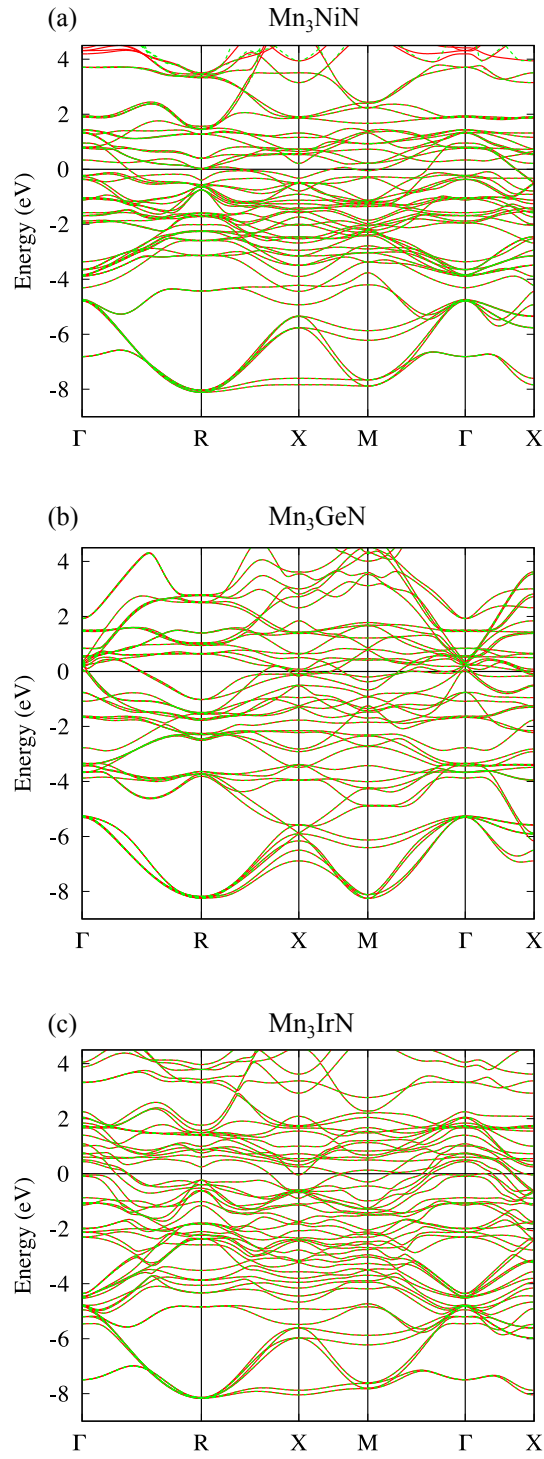 (a) Mn₃NiN
4
2
0
-2
-4
-6
-8
Energy (eV)
Γ R X M Γ X
(b) Mn₃GeN
4
2
0
-2
-4
-6
-8
Energy (eV)
Γ R X M Γ X
(c) Mn₃IrN
4
2
0
-2
-4
-6
-8
Energy (eV)
Γ R X M Γ X